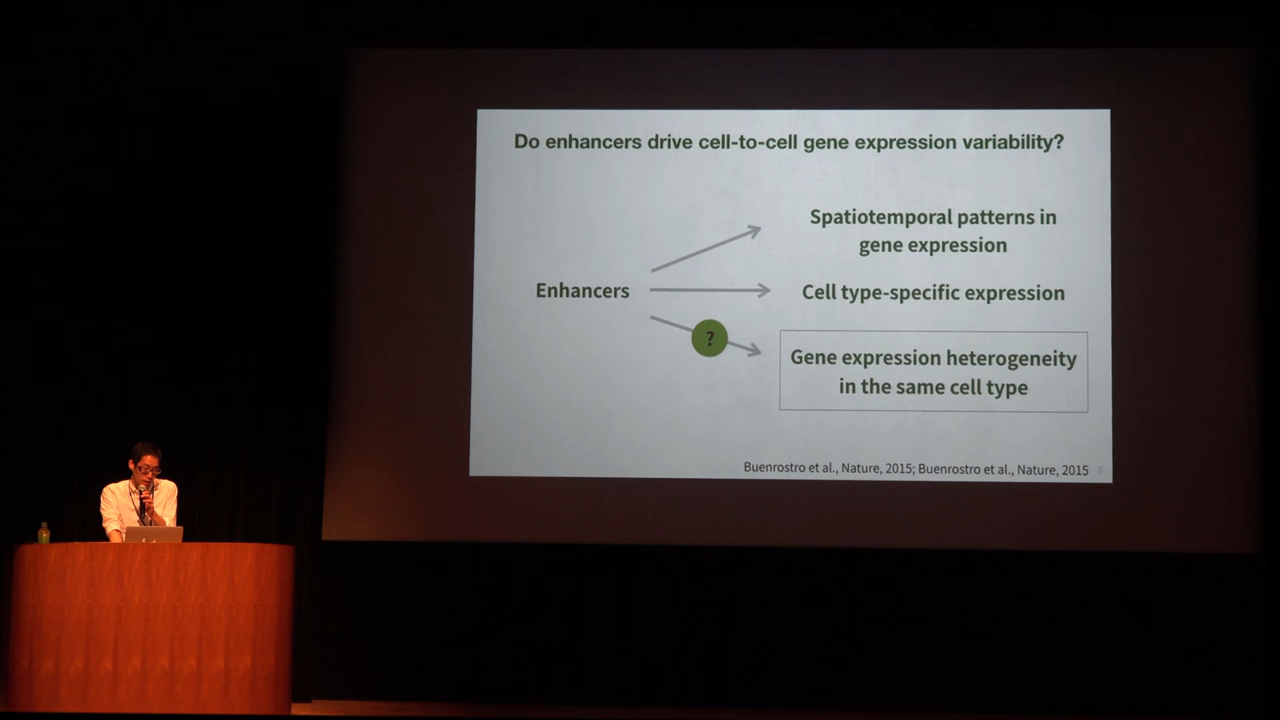 Do enhancers drive cell-to-cell gene expression variability?
Spatiotemporal patterns in
gene expression
Enhancers
Cell type-specific expression
?
Gene expression heterogeneity
in the same cell type
Buenrostro et al., Nature, 2015; Buenrostro et al., Nature, 2015
3